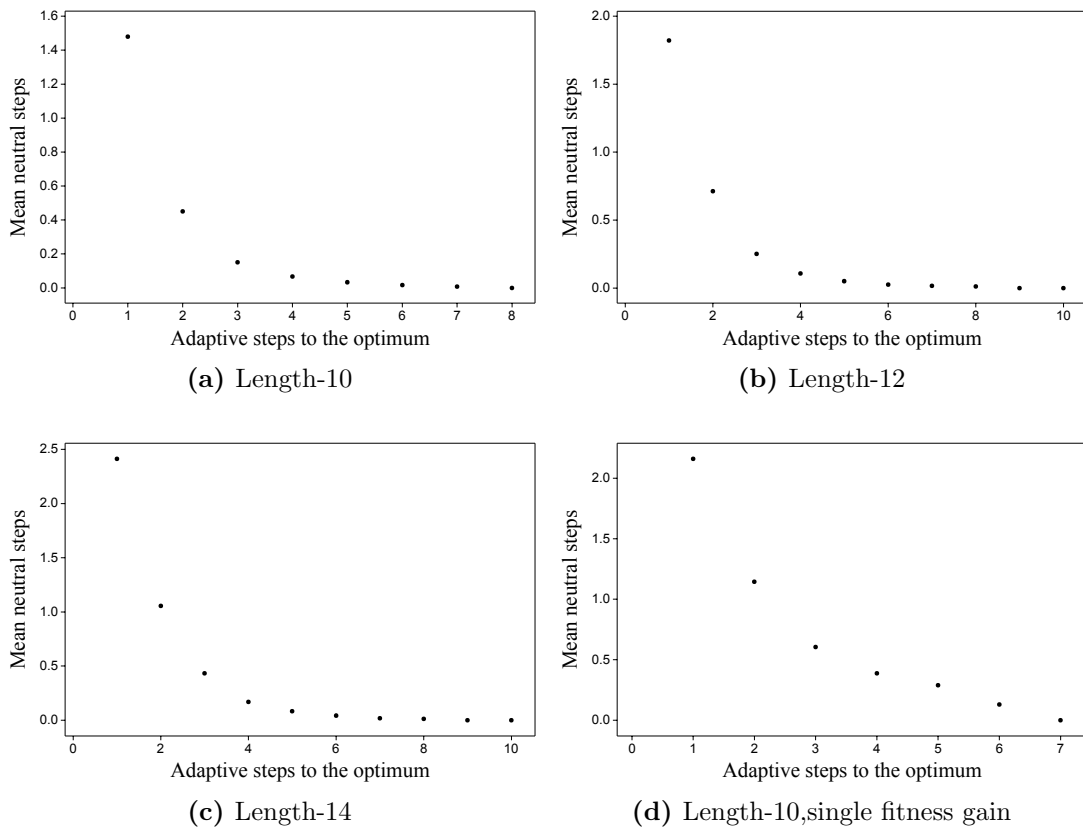 1.6
1.4
1.2
1.0
0.8
0.6
0.4
0.2
0.0
Mean neutral steps
0 1 2 3 4 5 6 7 8
Adaptive steps to the optimum
(a) Length-10
2.0
1.5
1.0
0.5
0.0
Mean neutral steps
0 2 4 6 8 10
Adaptive steps to the optimum
(b) Length-12
2.5
2.0
1.5
1.0
0.5
0.0
Mean neutral steps
0 2 4 6 8 10
Adaptive steps to the optimum
(c) Length-14
2.0
1.5
1.0
0.5
0.0
Mean neutral steps
0 1 2 3 4 5 6 7
Adaptive steps to the optimum
(d) Length-10,single fitness gain